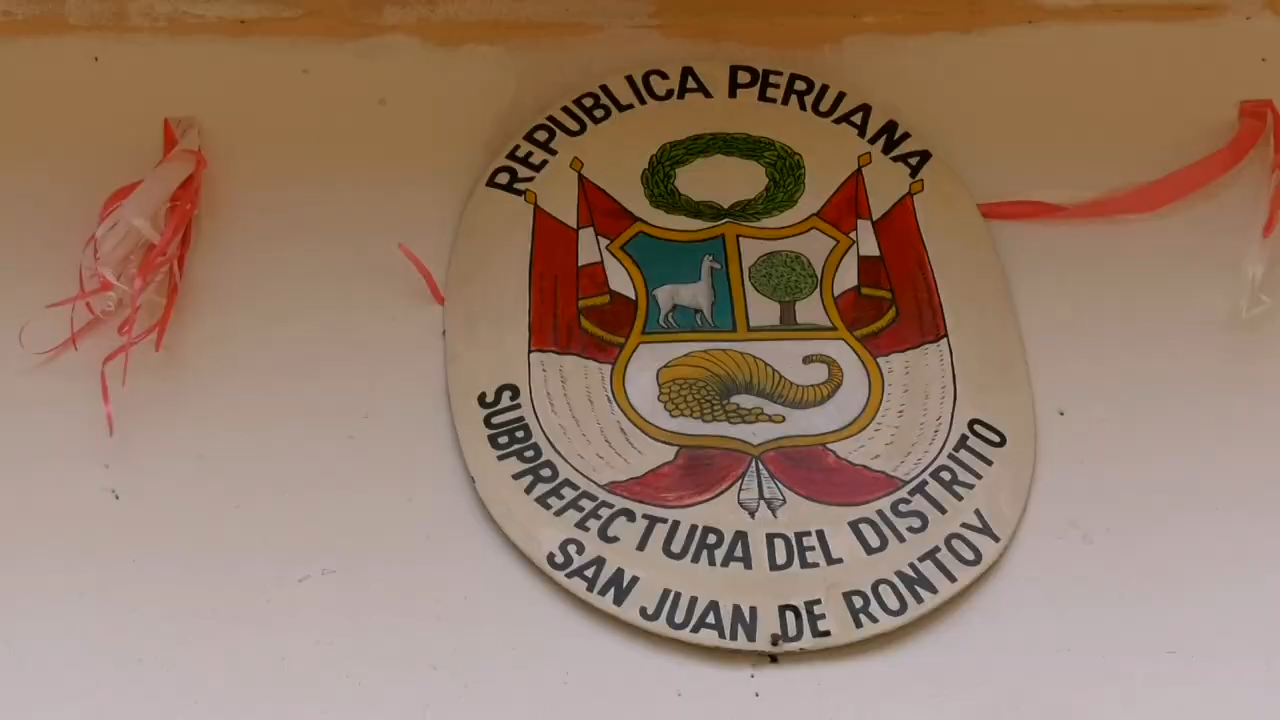 REPUBLICA PERUANA
SUBPREFECTURA DEL DISTRITO
SAN JUAN DE RONTOY